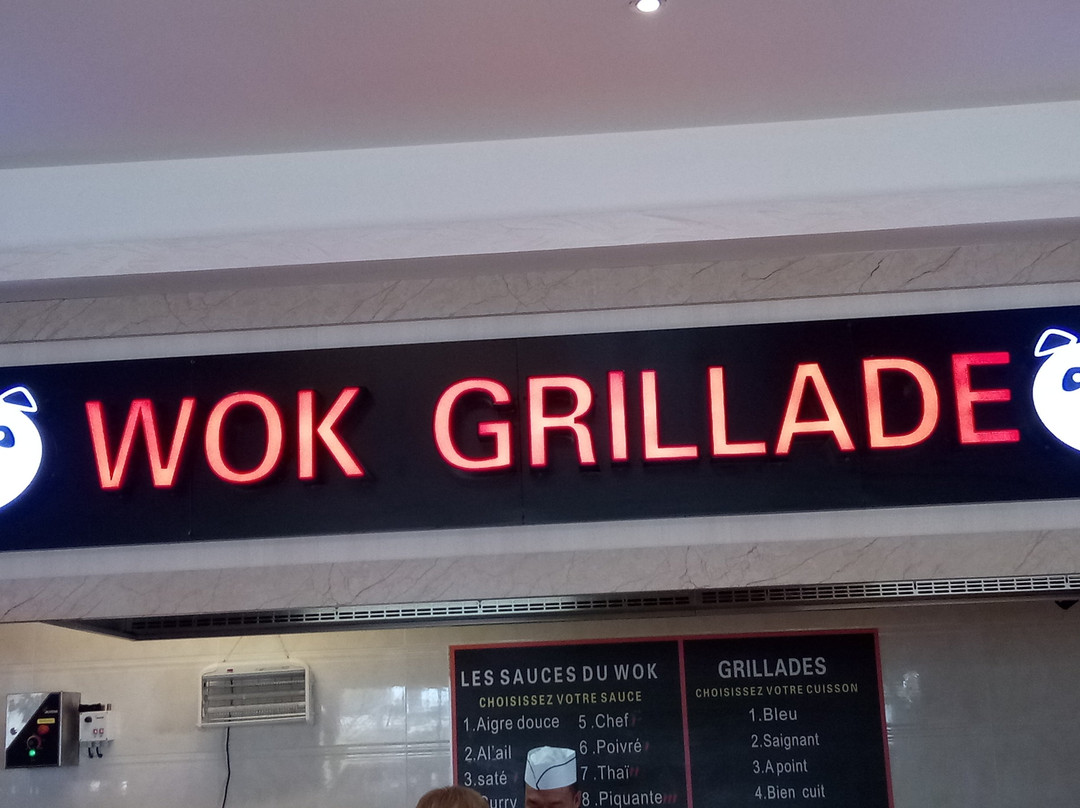 WOK GRILLADE
LES SAUCES DU WOK
CHOISISSEZ VOTRE SAUCE
1.Aigre douce
2.Al'ail
3.saté
5.Chef
6.Poivré
7.Thaï
8.Piquante
GRILLADES
CHOISISSEZ VOTRE CUISSON
1.Bleu
2.Saignant
3.A point
4.Bien cuit